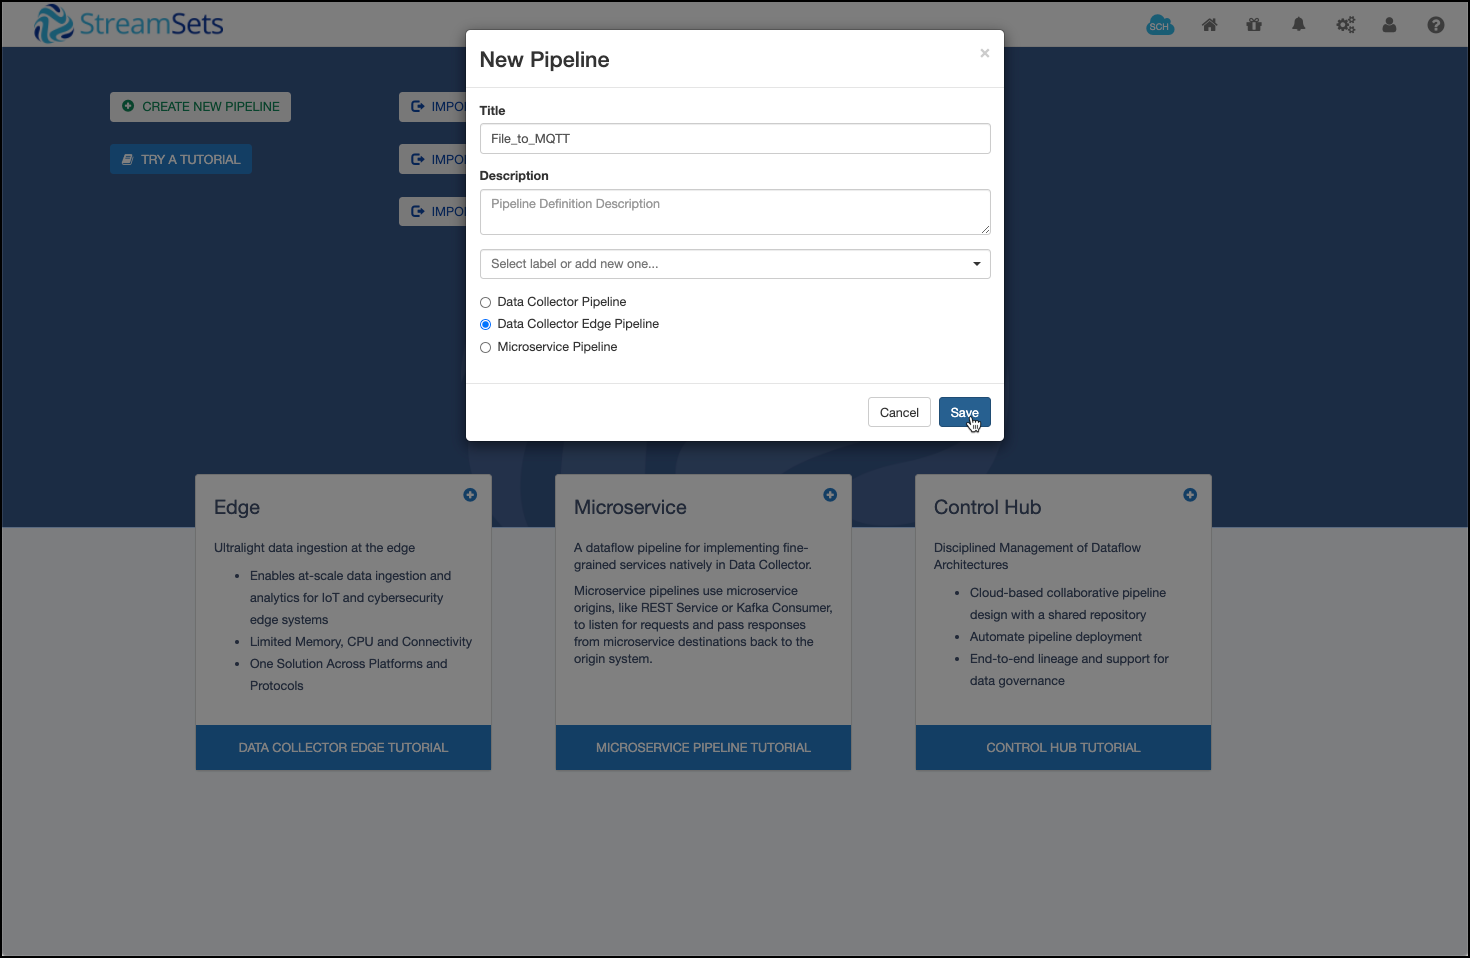 StreamSets
SCH
New Pipeline
×
Title
File_to_MQTT
Description
Pipeline Definition Description
Select label or add new one...
Data Collector Pipeline
Data Collector Edge Pipeline
Microservice Pipeline
Cancel
Save
CREATE NEW PIPELINE
IMPO
TRY A TUTORIAL
IMPO
IMPO
Edge
Ultralight data ingestion at the edge
• Enables at-scale data ingestion and
analytics for IoT and cybersecurity
edge systems
• Limited Memory, CPU and Connectivity
• One Solution Across Platforms and
Protocols
DATA COLLECTOR EDGE TUTORIAL
Microservice
A dataflow pipeline for implementing fine-
grained services natively in Data Collector.
Microservice pipelines use microservice
origins, like REST Service or Kafka Consumer,
to listen for requests and pass responses
from microservice destinations back to the
origin system.
MICROSERVICE PIPELINE TUTORIAL
Control Hub
Disciplined Management of Dataflow
Architectures
• Cloud-based collaborative pipeline
design with a shared repository
• Automate pipeline deployment
• End-to-end lineage and support for
data governance
CONTROL HUB TUTORIAL